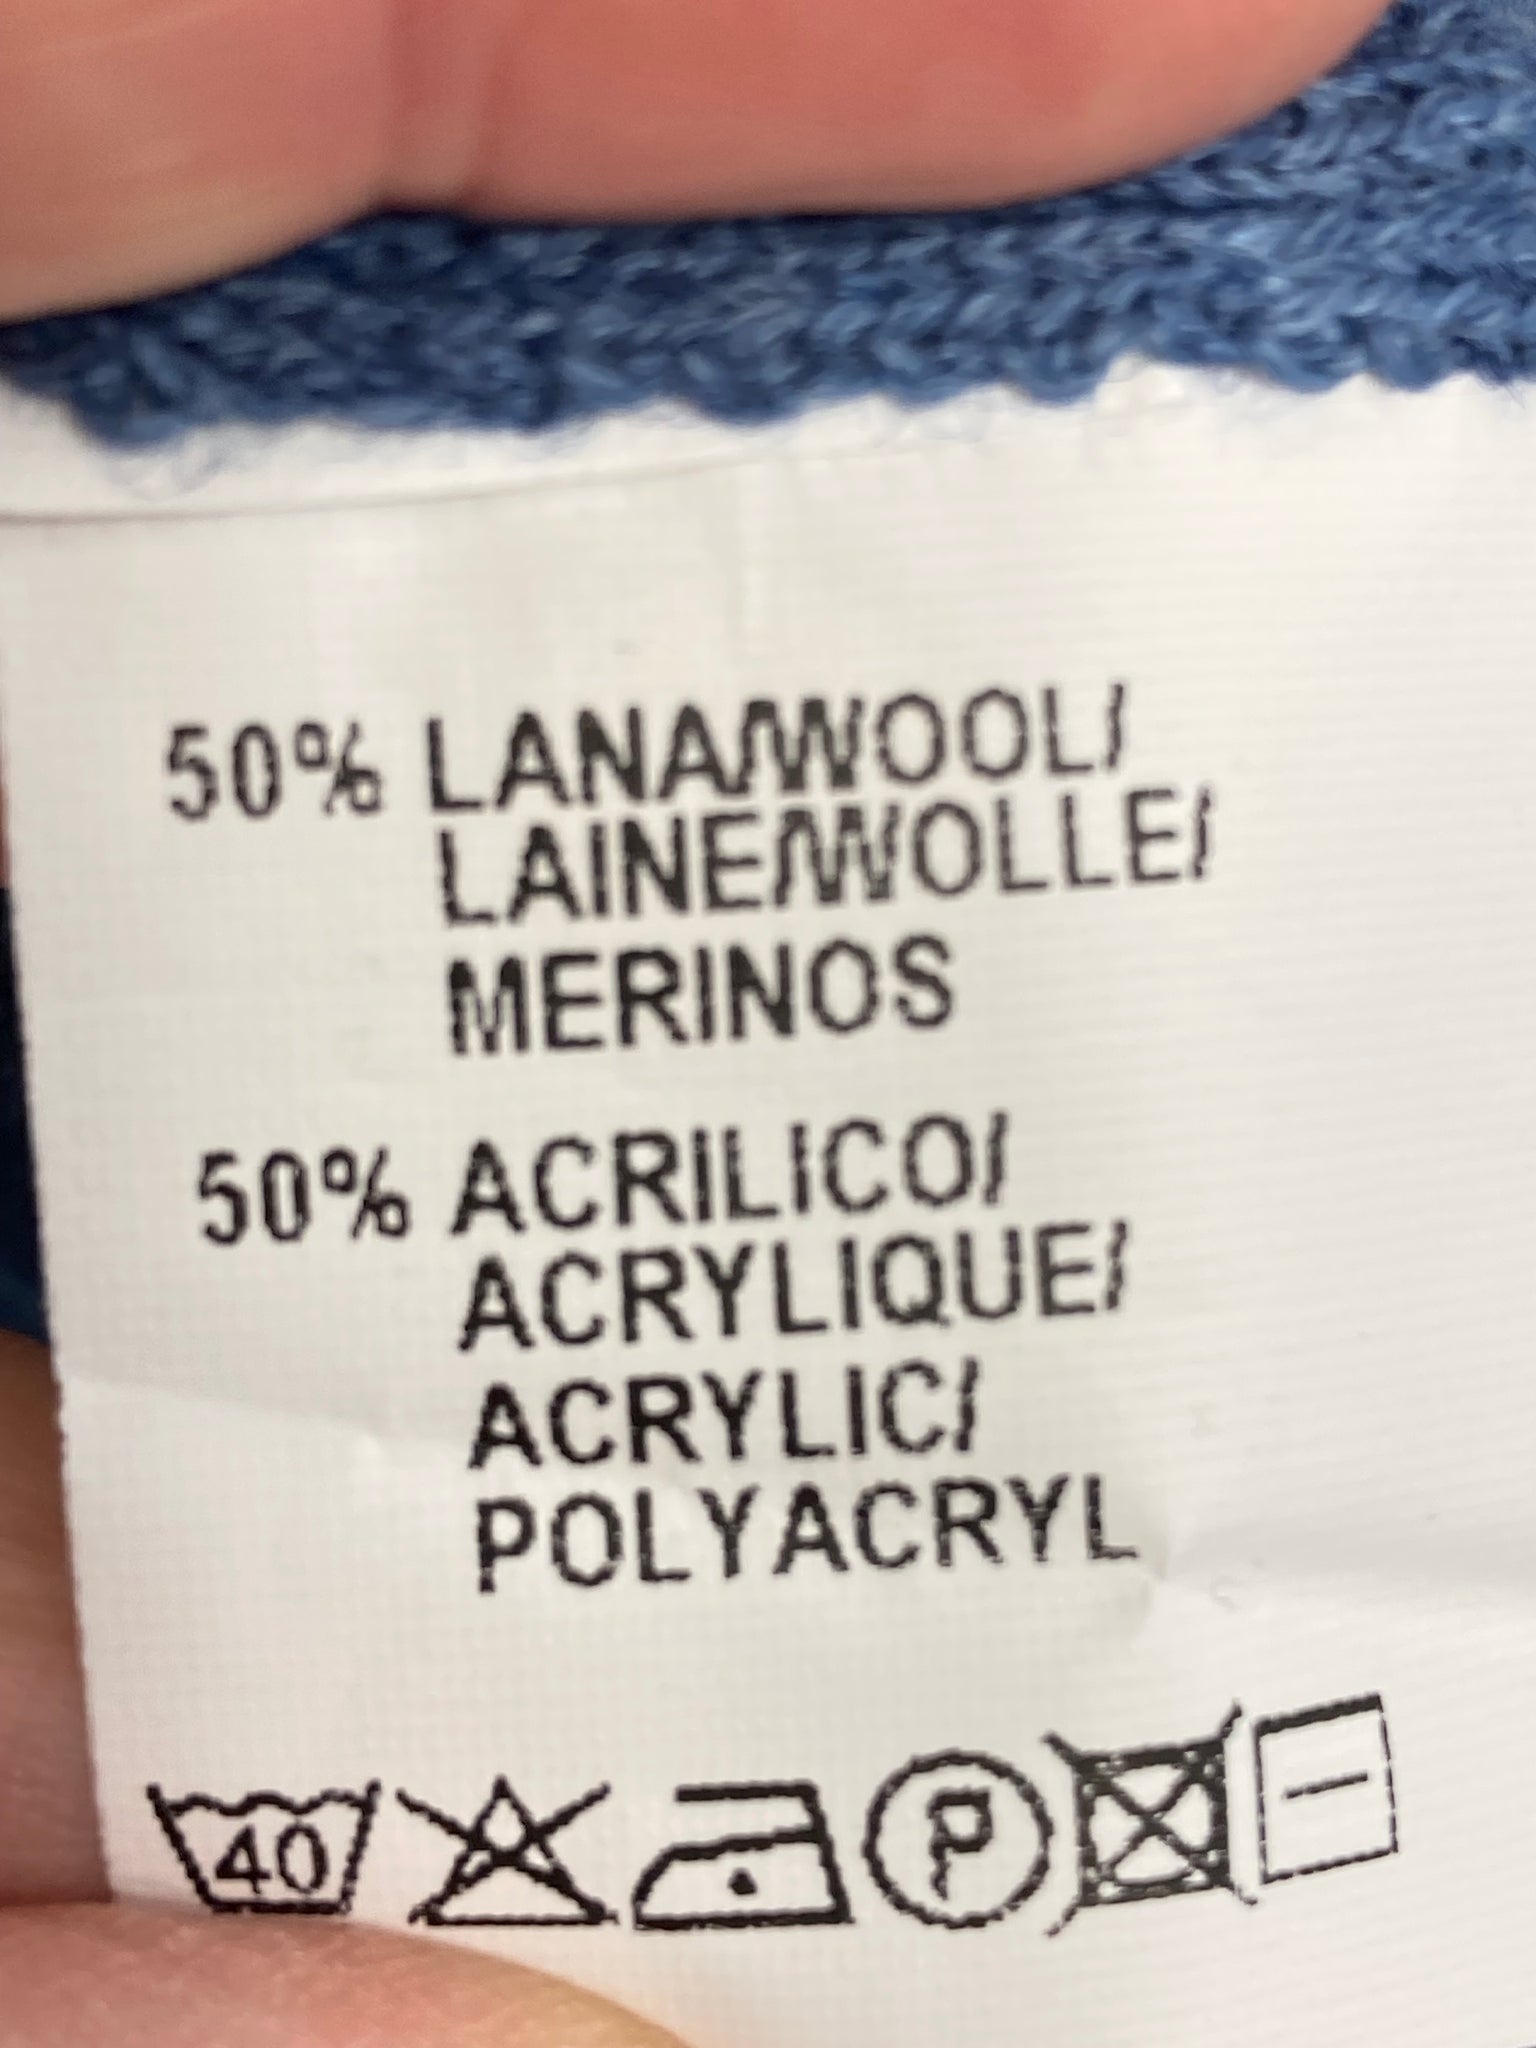 50% LANA/WOOL/
LAINE/WOLLE/
MERINOS
50% ACRILICO/
ACRYLIQUE/
ACRYLIC/
POLYACRYL
40 P